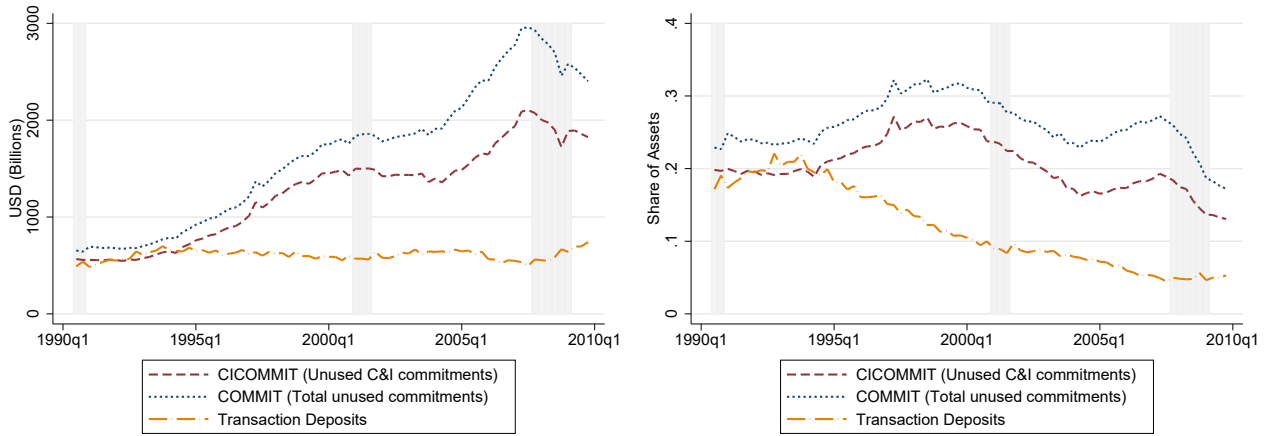 USD (Billions)
3000
2000
1000
0
1990q1 1995q1 2000q1 2005q1 2010q1
CICOMMIT (Unused C&I commitments)
COMMIT (Total unused commitments)
Transaction Deposits
Share of Assets
.4
.3
.2
.1
0
1990q1 1995q1 2000q1 2005q1 2010q1
CICOMMIT (Unused C&I commitments)
COMMIT (Total unused commitments)
Transaction Deposits